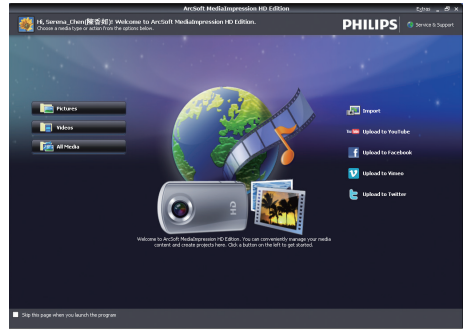 ArcSoft MediaImpression HD Edition
Extras
Hi, Serena_Chen(陳香如)! Welcome to ArcSoft MediaImpression HD Edition.
Choose a media type or action from the options below.
PHILIPS
Service & Support
Pictures
Videos
All Media
Import
Upload to YouTube
Upload to Facebook
Upload to Vimeo
Upload to Twitter
HD
Welcome to ArcSoft MediaImpression HD Edition. You can conveniently manage your media
content and create projects here. Click a button on the left to get started.
Skip this page when you launch the program